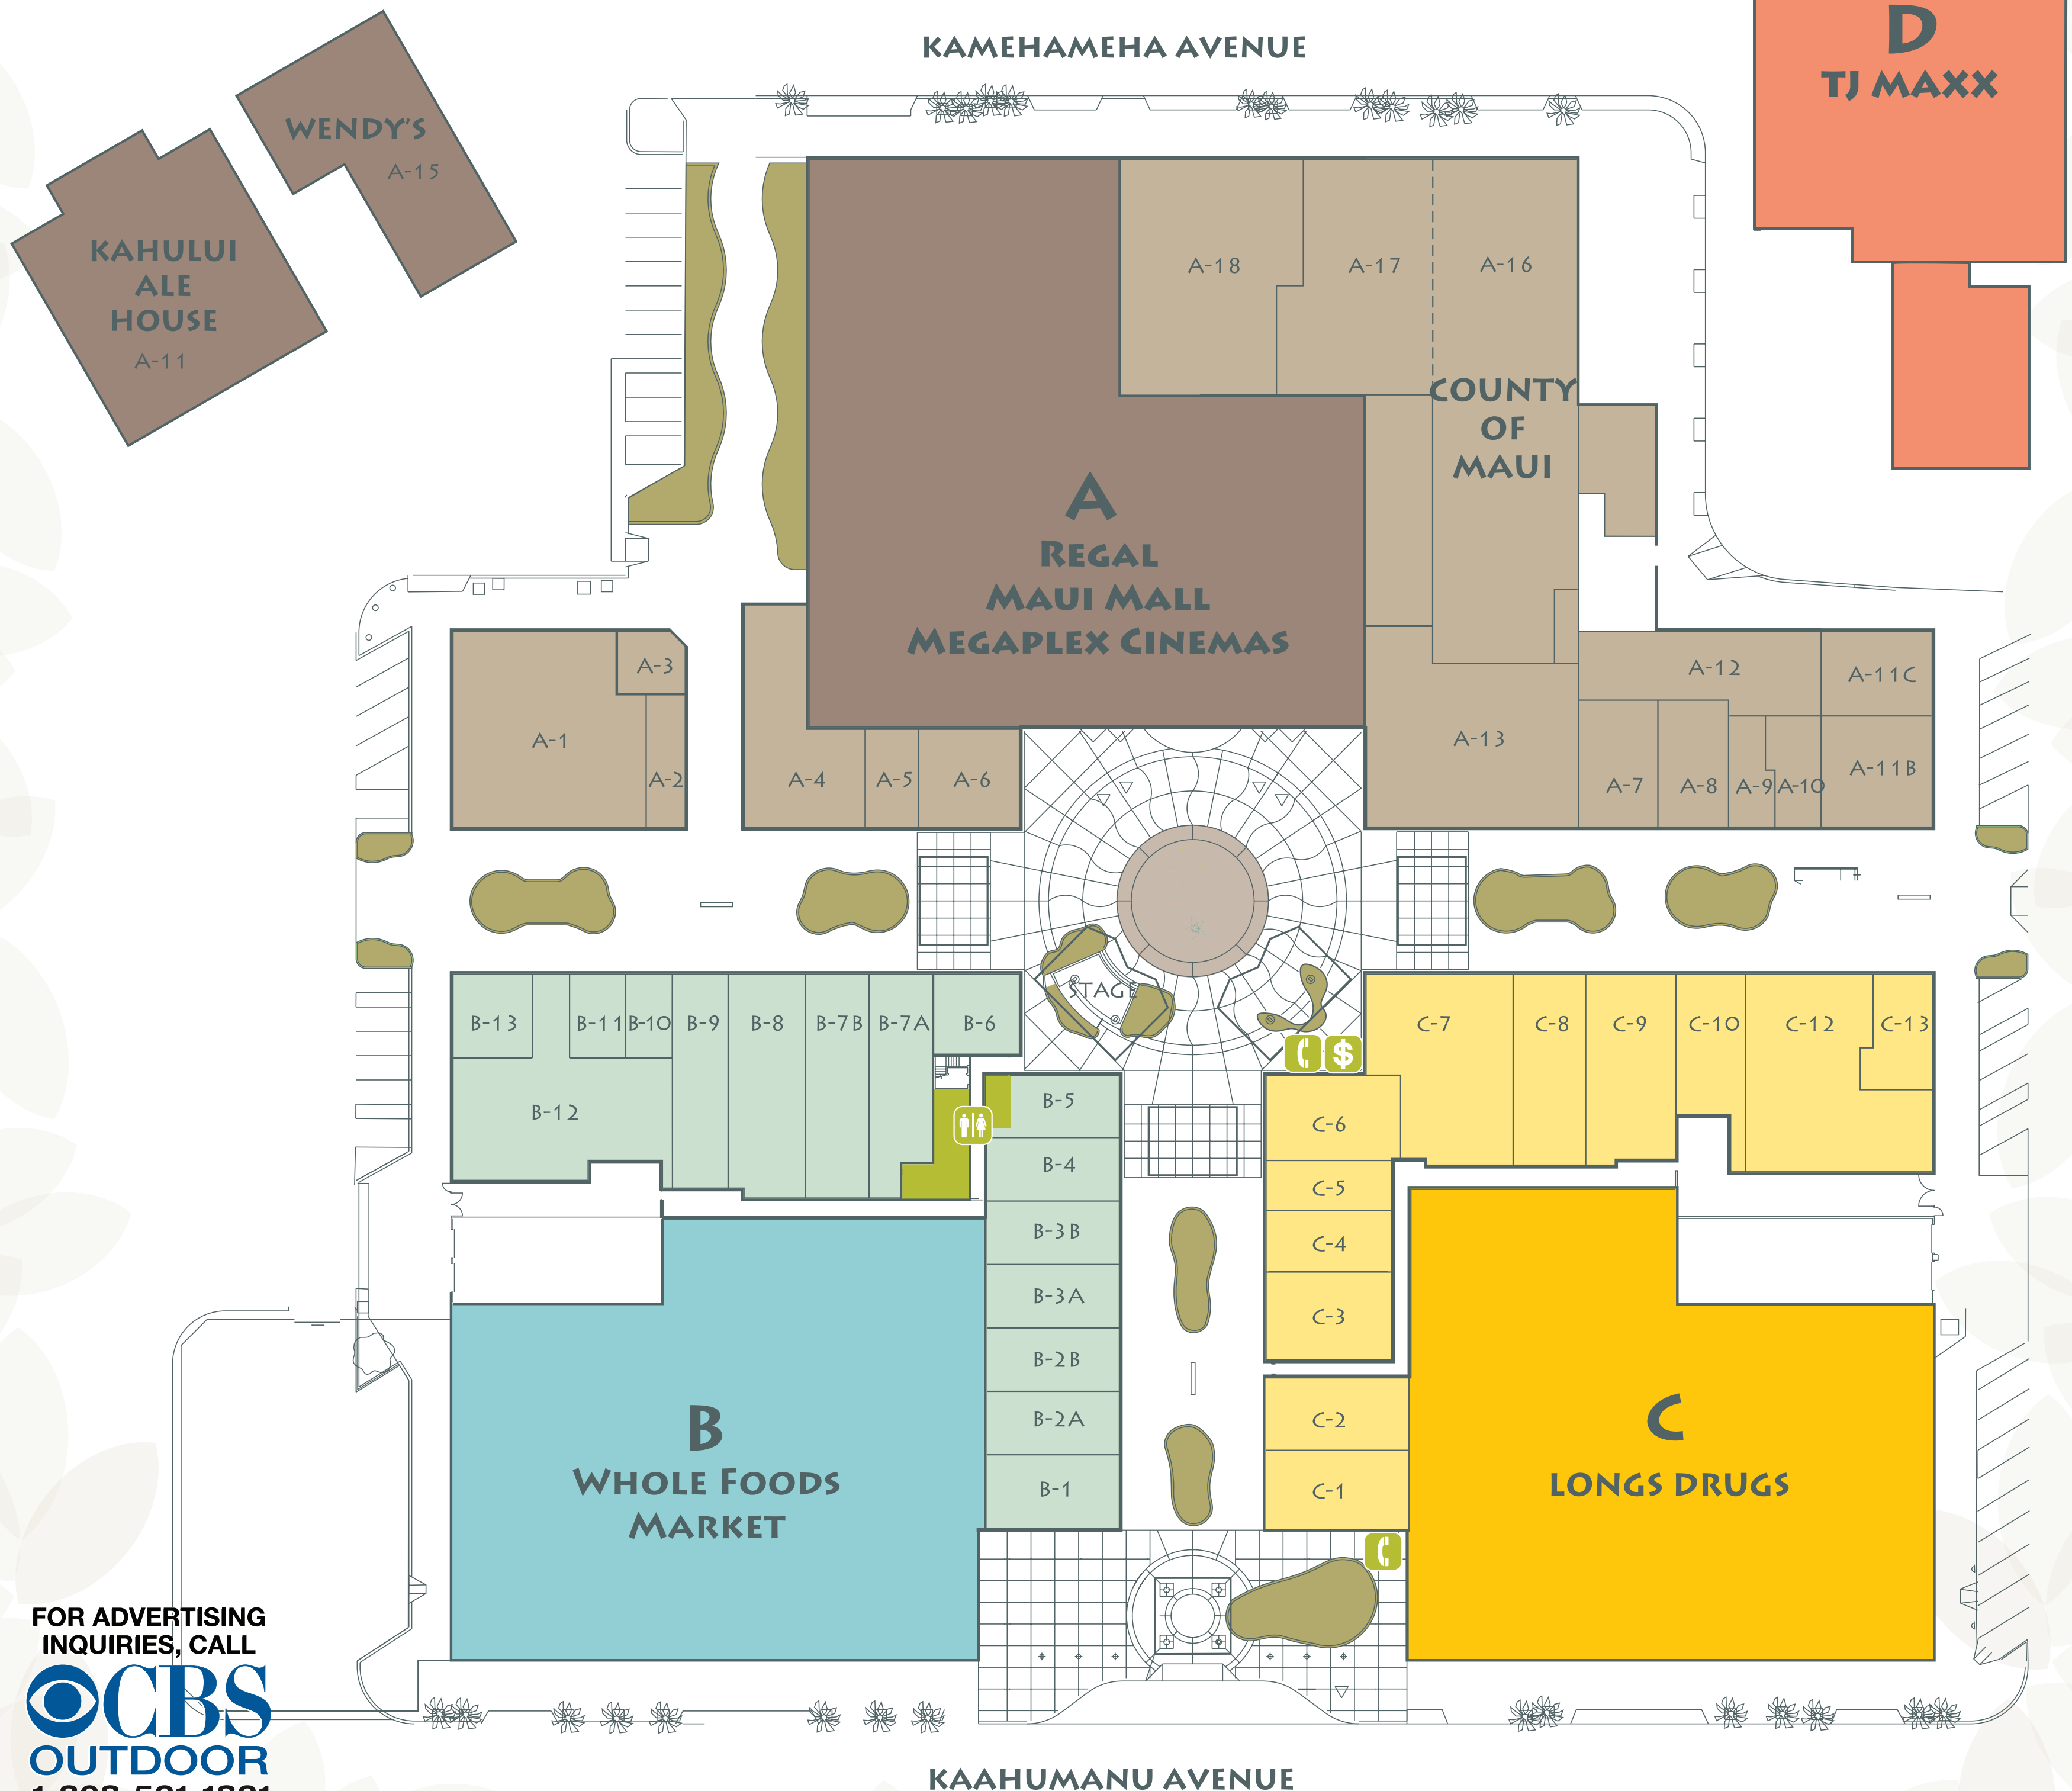 KAMEHAMEHA AVENUE
D
TJ MAXX
WENDY'S
A-15
KAHULUI
ALE
HOUSE
A-11
A-18
A-17
A-16
COUNTY
OF
MAUI
A
REGAL
MAUI MALL
MEGAPLEX CINEMAS
A-3
A-1
A-2
A-4
A-5
A-6
A-13
A-12
A-11C
A-7
A-8
A-9
A-10
A-11B
STAGE
B-13
B-11
B-10
B-9
B-8
B-7B
B-7A
B-6
B-12
B-5
B-4
B-3B
B-3A
B-2B
B-2A
B-1
C-7
C-8
C-9
C-10
C-12
C-13
$
C-6
C-5
C-4
C-3
C-2
C-1
B
WHOLE FOODS
MARKET
C
LONGS DRUGS
FOR ADVERTISING
INQUIRIES, CALL
CBS
OUTDOOR
KAAHUMANU AVENUE